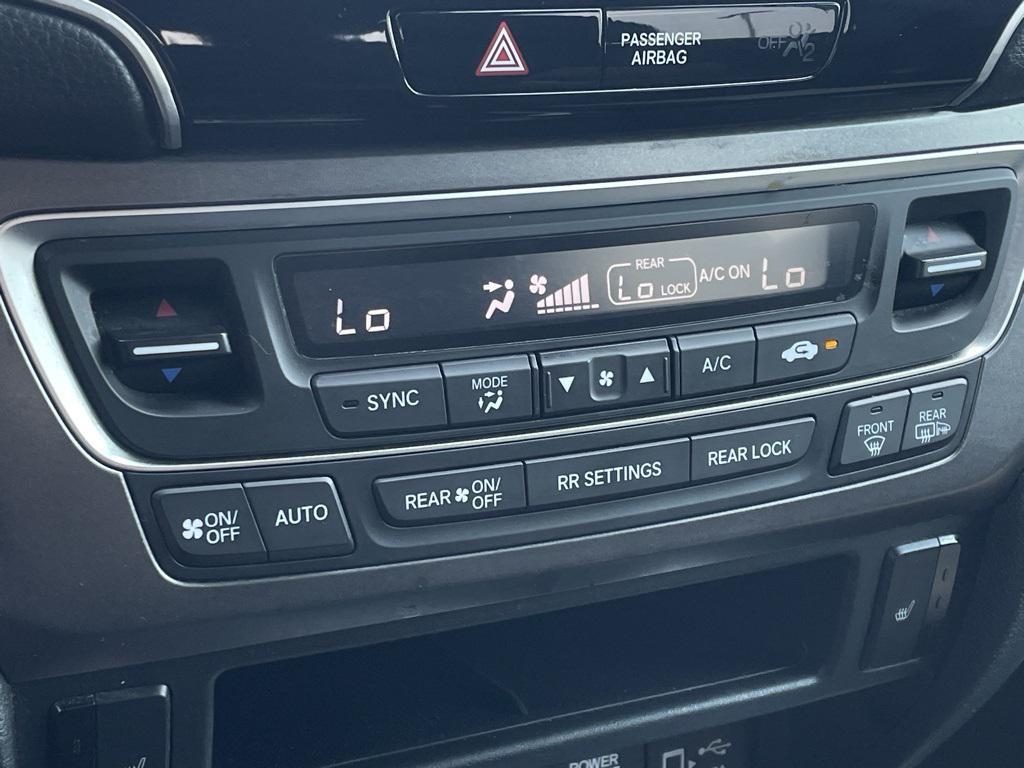 PASSENGER
AIRBAG
OFF
2
Lo
REAR
Lo LOCK
A/C ON
Lo
SYNC
MODE
A/C
FRONT
REAR
ON/
OFF
AUTO
REAR ON/
OFF
RR SETTINGS
REAR LOCK
POWER